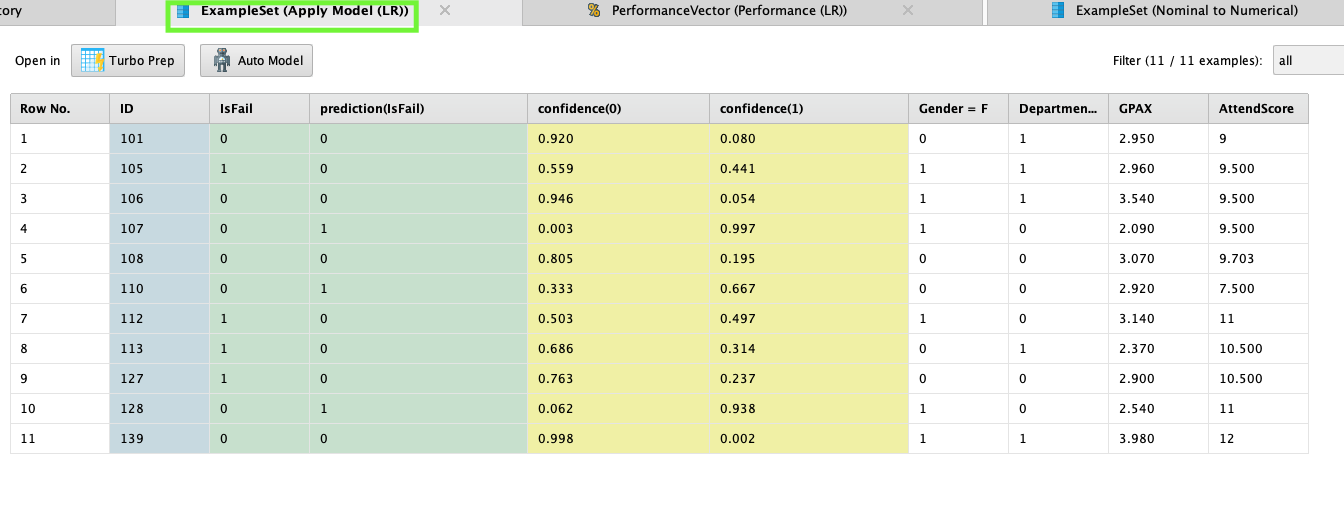 tory ExampleSet (Apply Model (LR)) PerformanceVector (Performance (LR)) ExampleSet (Nominal to Numerical)
Open in Turbo Prep Auto Model Filter (11 / 11 examples): all
Row No. ID IsFail prediction(IsFail) confidence(0) confidence(1) Gender = F Departmen... GPAX AttendScore
1 101 0 0 0.920 0.080 0 1 2.950 9
2 105 1 0 0.559 0.441 1 1 2.960 9.500
3 106 0 0 0.946 0.054 1 1 3.540 9.500
4 107 0 1 0.003 0.997 1 0 2.090 9.500
5 108 0 0 0.805 0.195 0 0 3.070 9.703
6 110 0 1 0.333 0.667 0 0 2.920 7.500
7 112 1 0 0.503 0.497 1 0 3.140 11
8 113 1 0 0.686 0.314 0 1 2.370 10.500
9 127 1 0 0.763 0.237 0 0 2.900 10.500
10 128 0 1 0.062 0.938 1 0 2.540 11
11 139 0 0 0.998 0.002 1 1 3.980 12